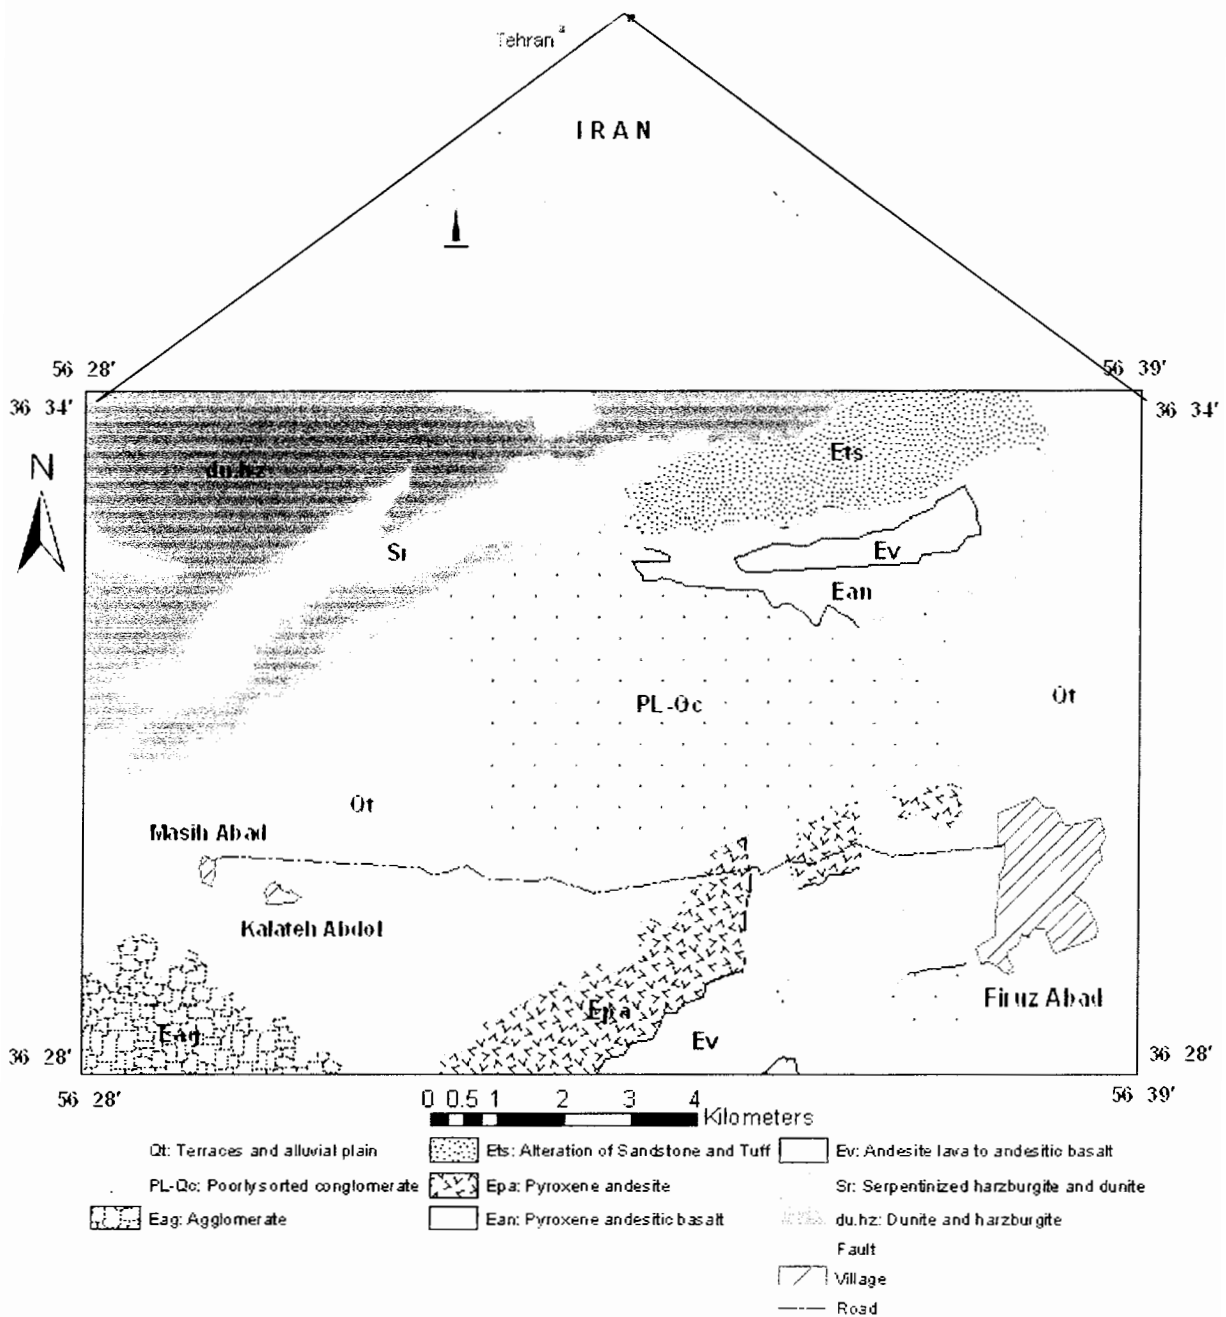 Tehran
IRAN
56 28′
56 39′
36 34′
36 34′
N
du.hz
Ets
Sr
Ev
Ean
PL-Qc
Qt
Qt
Masih Abad
Kalateh Abdol
Firuz Abad
Epa
Eag
Ev
36 28′
36 28′
56 28′
56 39′
0 0.5 1 2 3 4
Kilometers
Qt: Terraces and alluvial plain
Ets: Alteration of Sandstone and Tuff
Ev: Andesite lava to andesitic basalt
PL-Qc: Poorly sorted conglomerate
Epa: Pyroxene andesite
Sr: Serpentinized harzburgite and dunite
Eag: Agglomerate
Ean: Pyroxene andesitic basalt
du.hz: Dunite and harzburgite
Fault
Village
Road